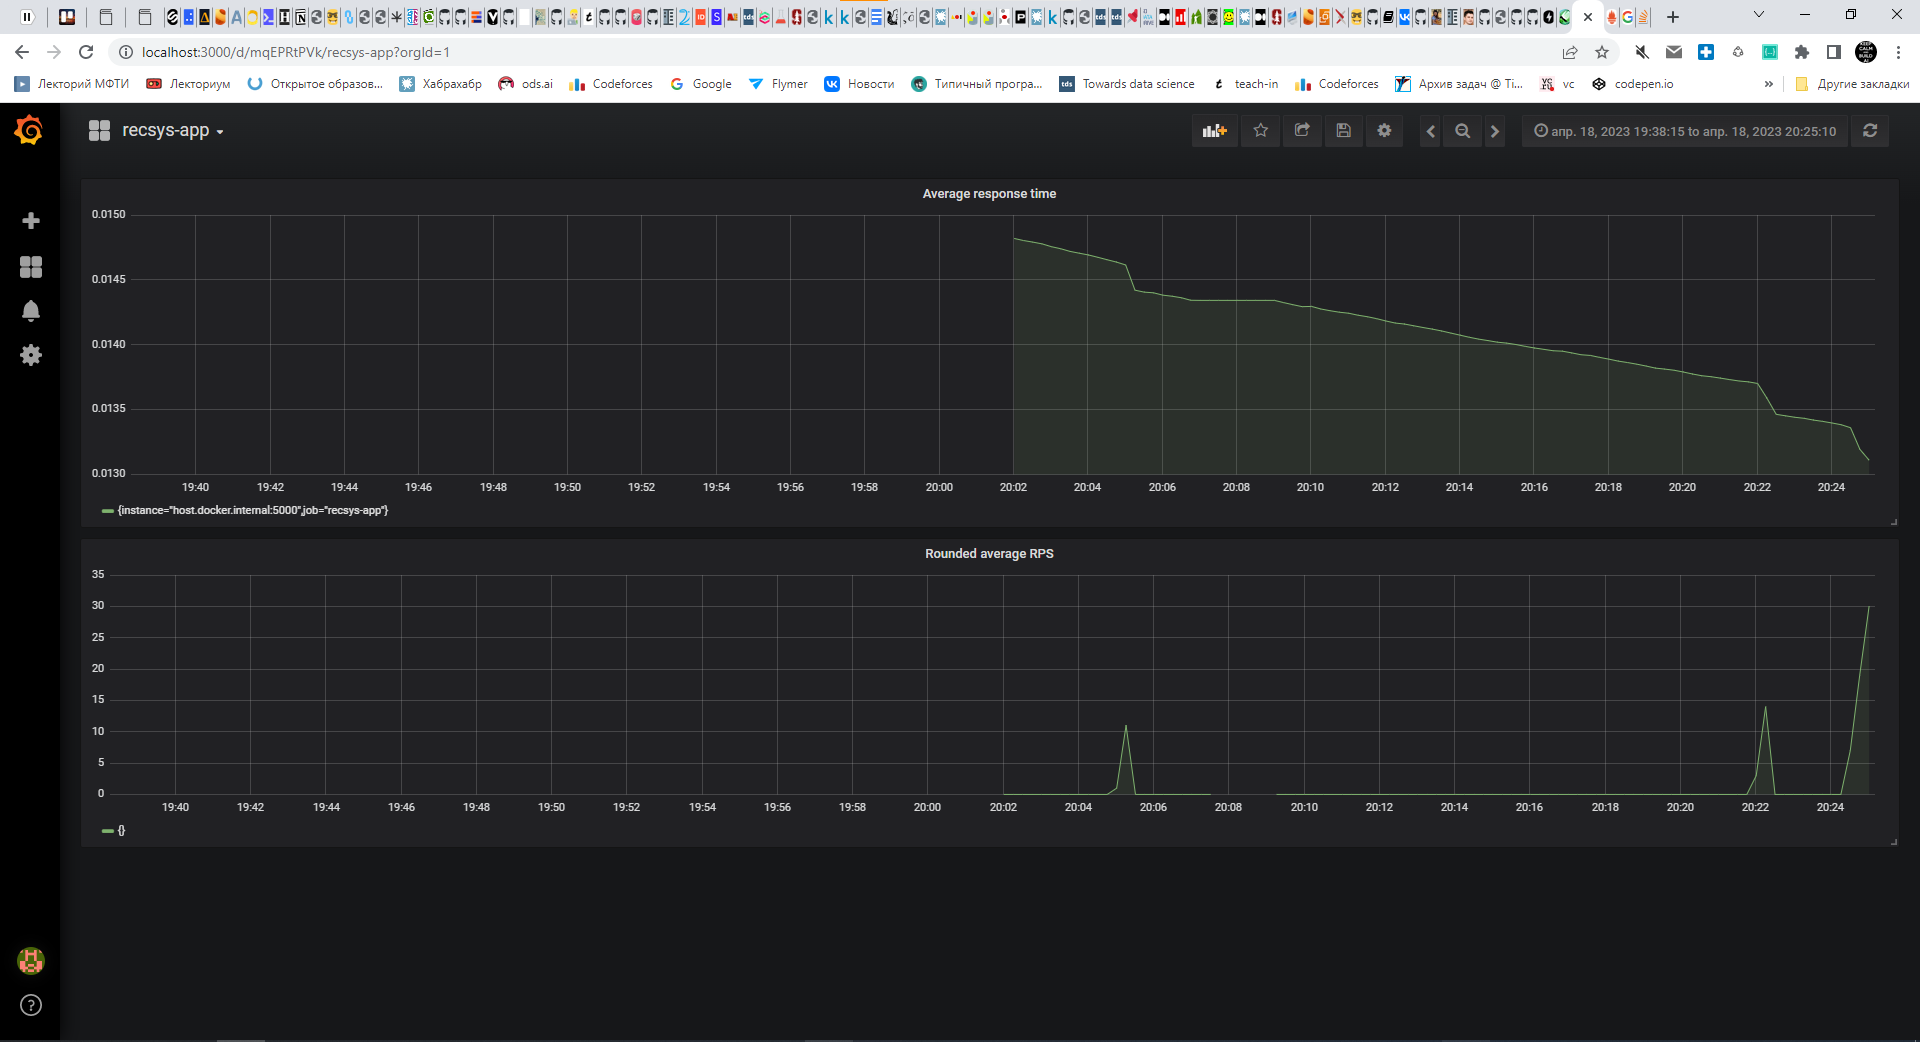 localhost:3000/d/mqEPRtPVk/recsys-app?orgId=1
Лекторий МФТИ Лекториум Открытое образов... Хабрахабр ods.ai Codeforces Google Flymer Новости Типичный програ... Towards data science teach-in Codeforces Архив задач @ Ti... vc codepen.io » Другие закладки
recsys-app
апр. 18, 2023 19:38:15 to апр. 18, 2023 20:25:10
Average response time
0.0150
0.0145
0.0140
0.0135
0.0130
19:40 19:42 19:44 19:46 19:48 19:50 19:52 19:54 19:56 19:58 20:00 20:02 20:04 20:06 20:08 20:10 20:12 20:14 20:16 20:18 20:20 20:22 20:24
{instance="host.docker.internal:5000",job="recsys-app"}
Rounded average RPS
35
30
25
20
15
10
5
0
19:40 19:42 19:44 19:46 19:48 19:50 19:52 19:54 19:56 19:58 20:00 20:02 20:04 20:06 20:08 20:10 20:12 20:14 20:16 20:18 20:20 20:22 20:24
{}